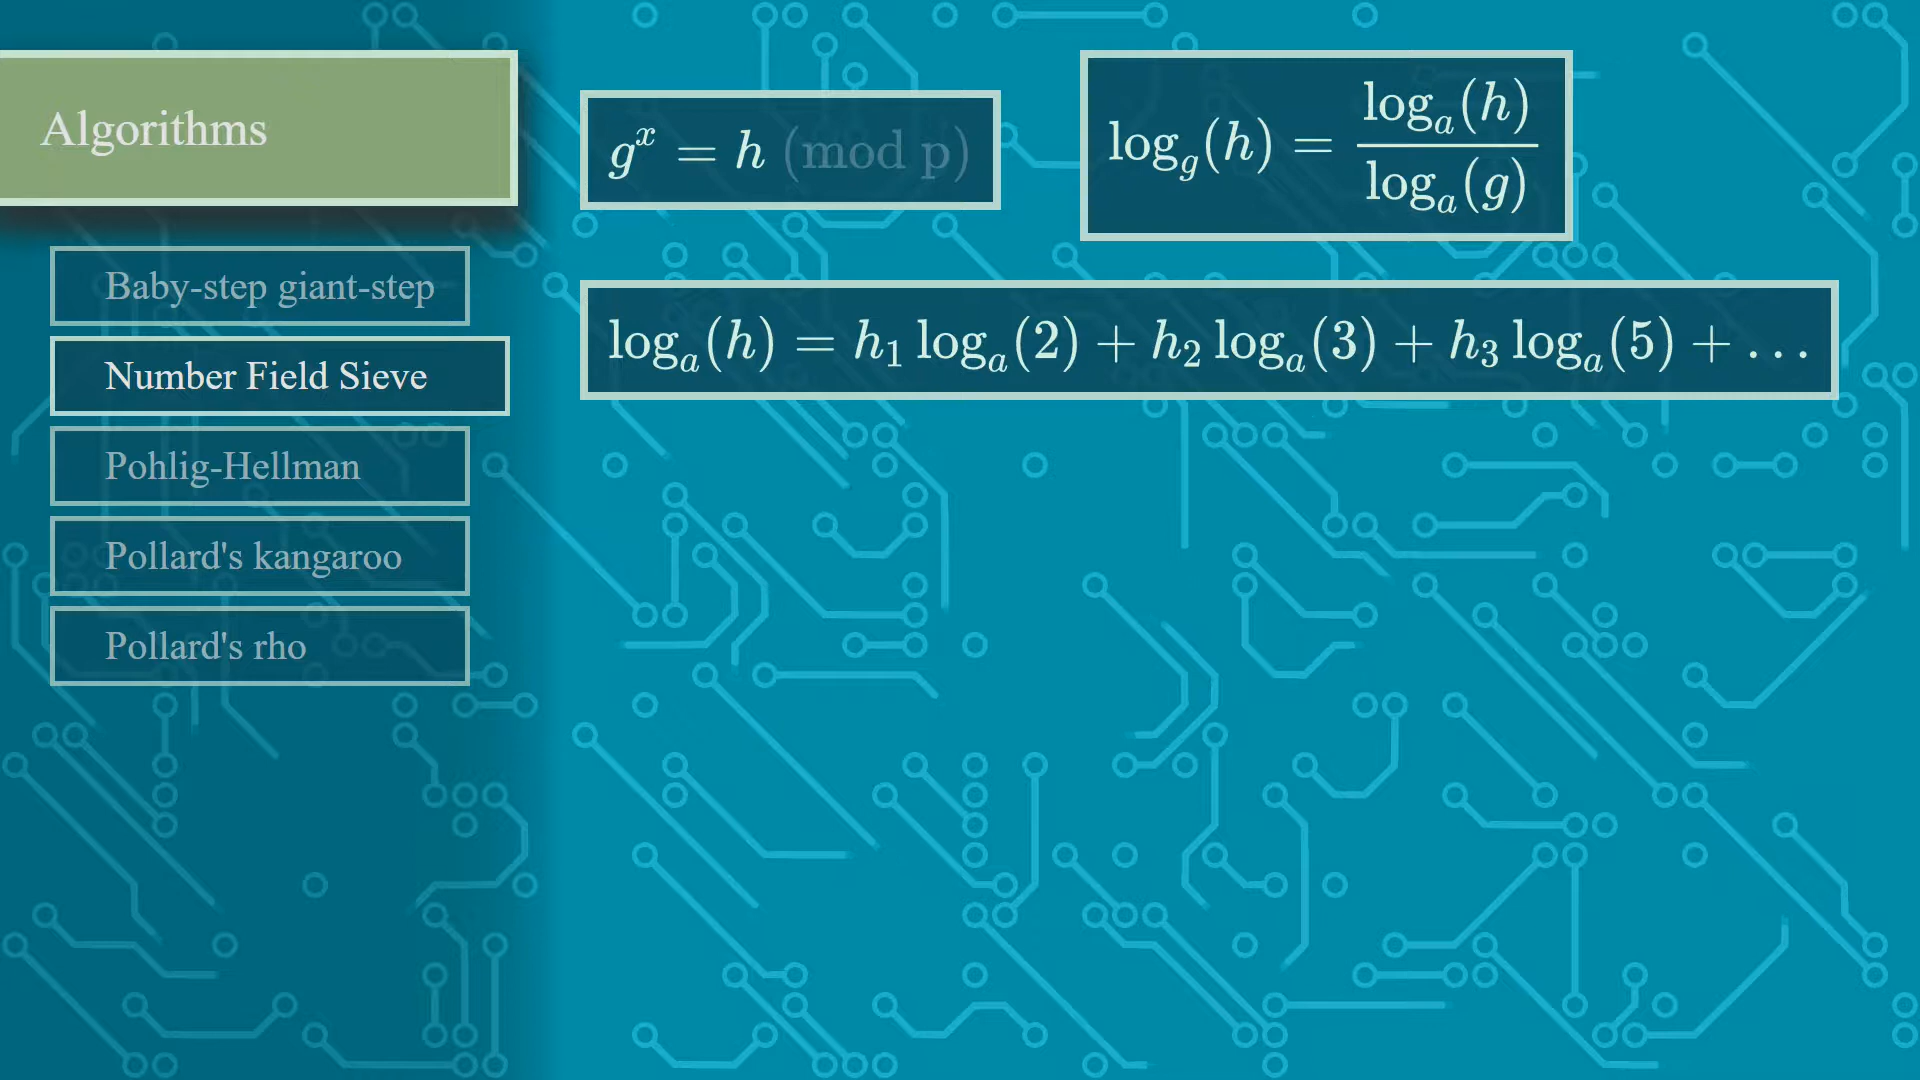 Algorithms
Baby-step giant-step
Number Field Sieve
Pohlig-Hellman
Pollard's kangaroo
Pollard's rho
g^x = h (mod p)
log_g(h) = log_a(h) / log_a(g)
log_a(h) = h_1 log_a(2) + h_2 log_a(3) + h_3 log_a(5) + ...